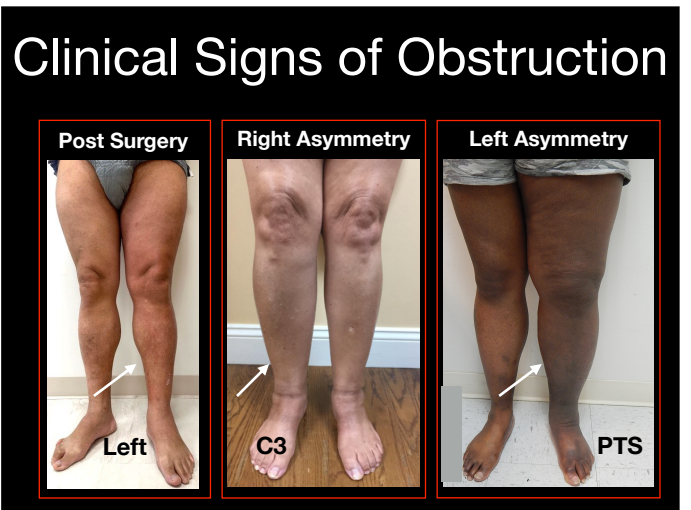 Clinical Signs of Obstruction
Post Surgery
Left
Right Asymmetry
C3
Left Asymmetry
PTS